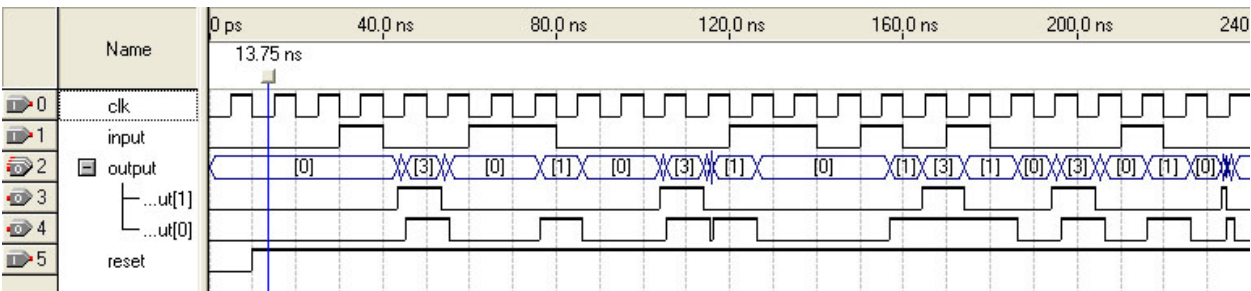 0 ps 40.0 ns 80.0 ns 120.0 ns 160.0 ns 200.0 ns 240
Name
13.75 ns
0 clk
1 input
2 output [0] [3] [0] [1] [0] [3] [1] [0] [1] [3] [1] [0] [3] [0] [1] [0]
3 ...ut[1]
4 ...ut[0]
5 reset